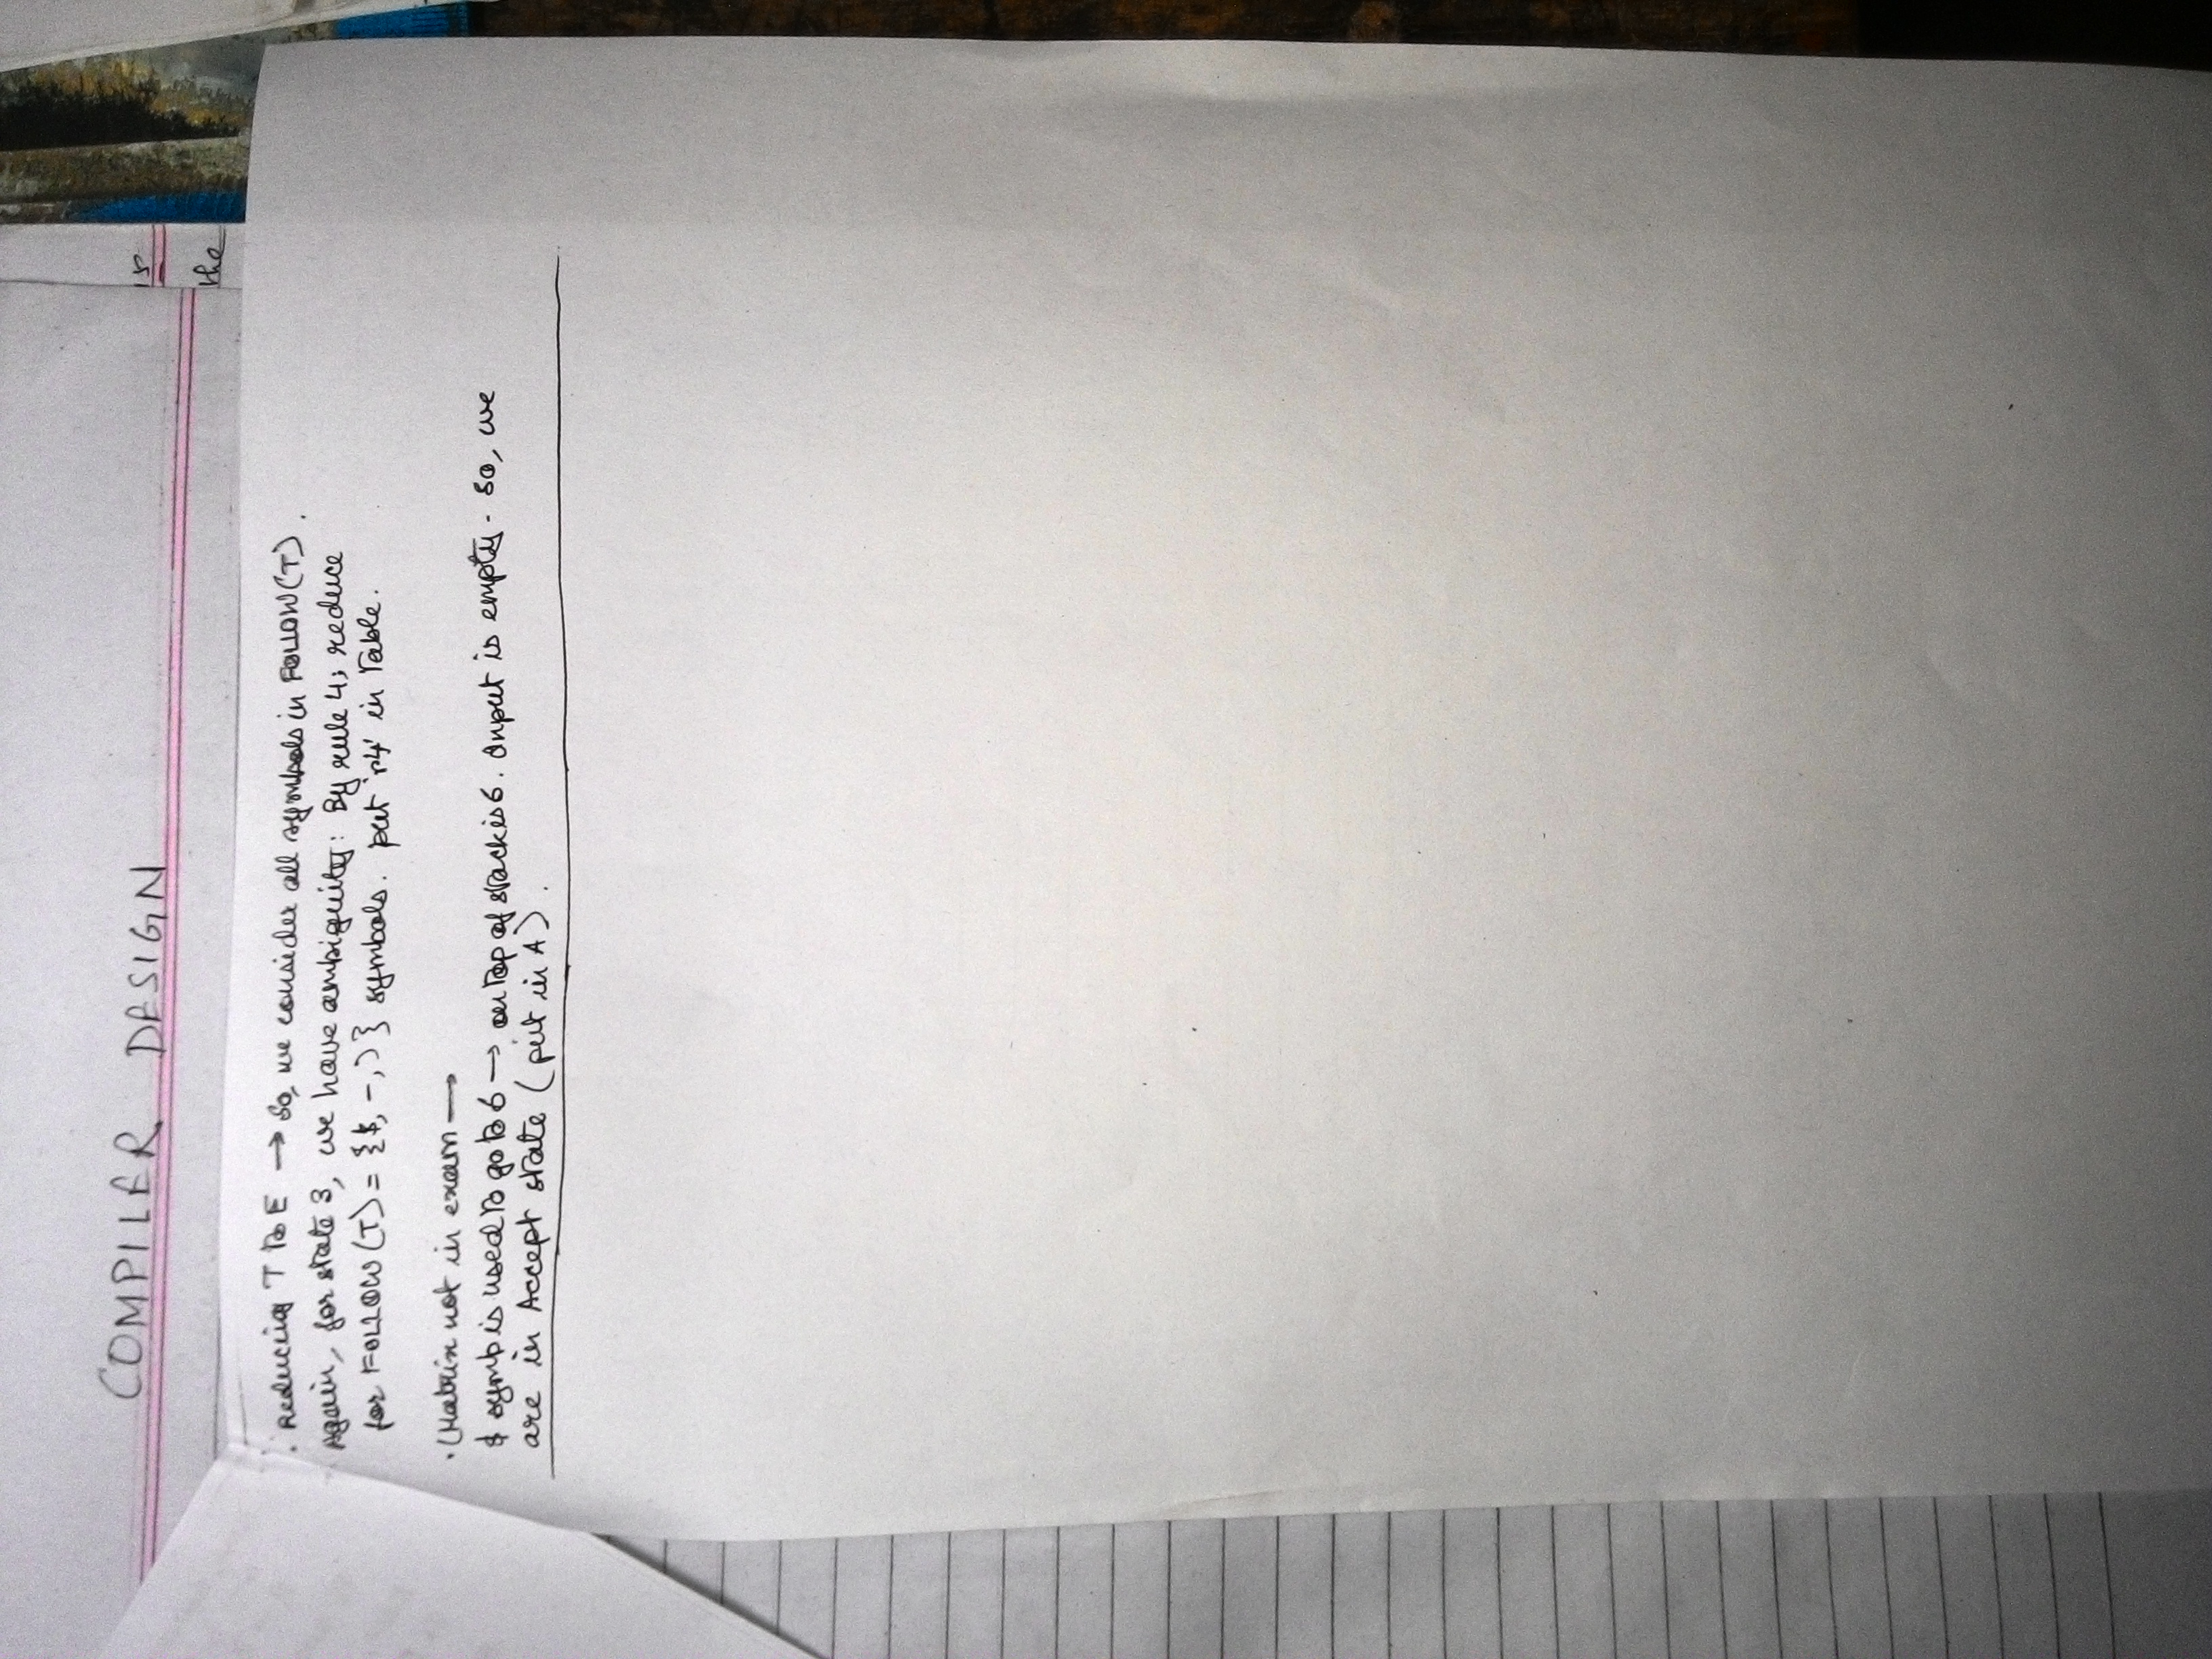 COMPILER DESIGN
is
the
. Reducing T to E → So, we consider all symbols in FOLLOW(T).
Again, for state 3, we have ambiguity: By rule 4, reduce
for FOLLOW(T) = {$, -, )} symbols. put 'r4' in Table.
. (Matrix not in exam →
$ symb is used to go to 6 → on top of stack is 6. Input is empty - So, we
are in Accept state (put in A).